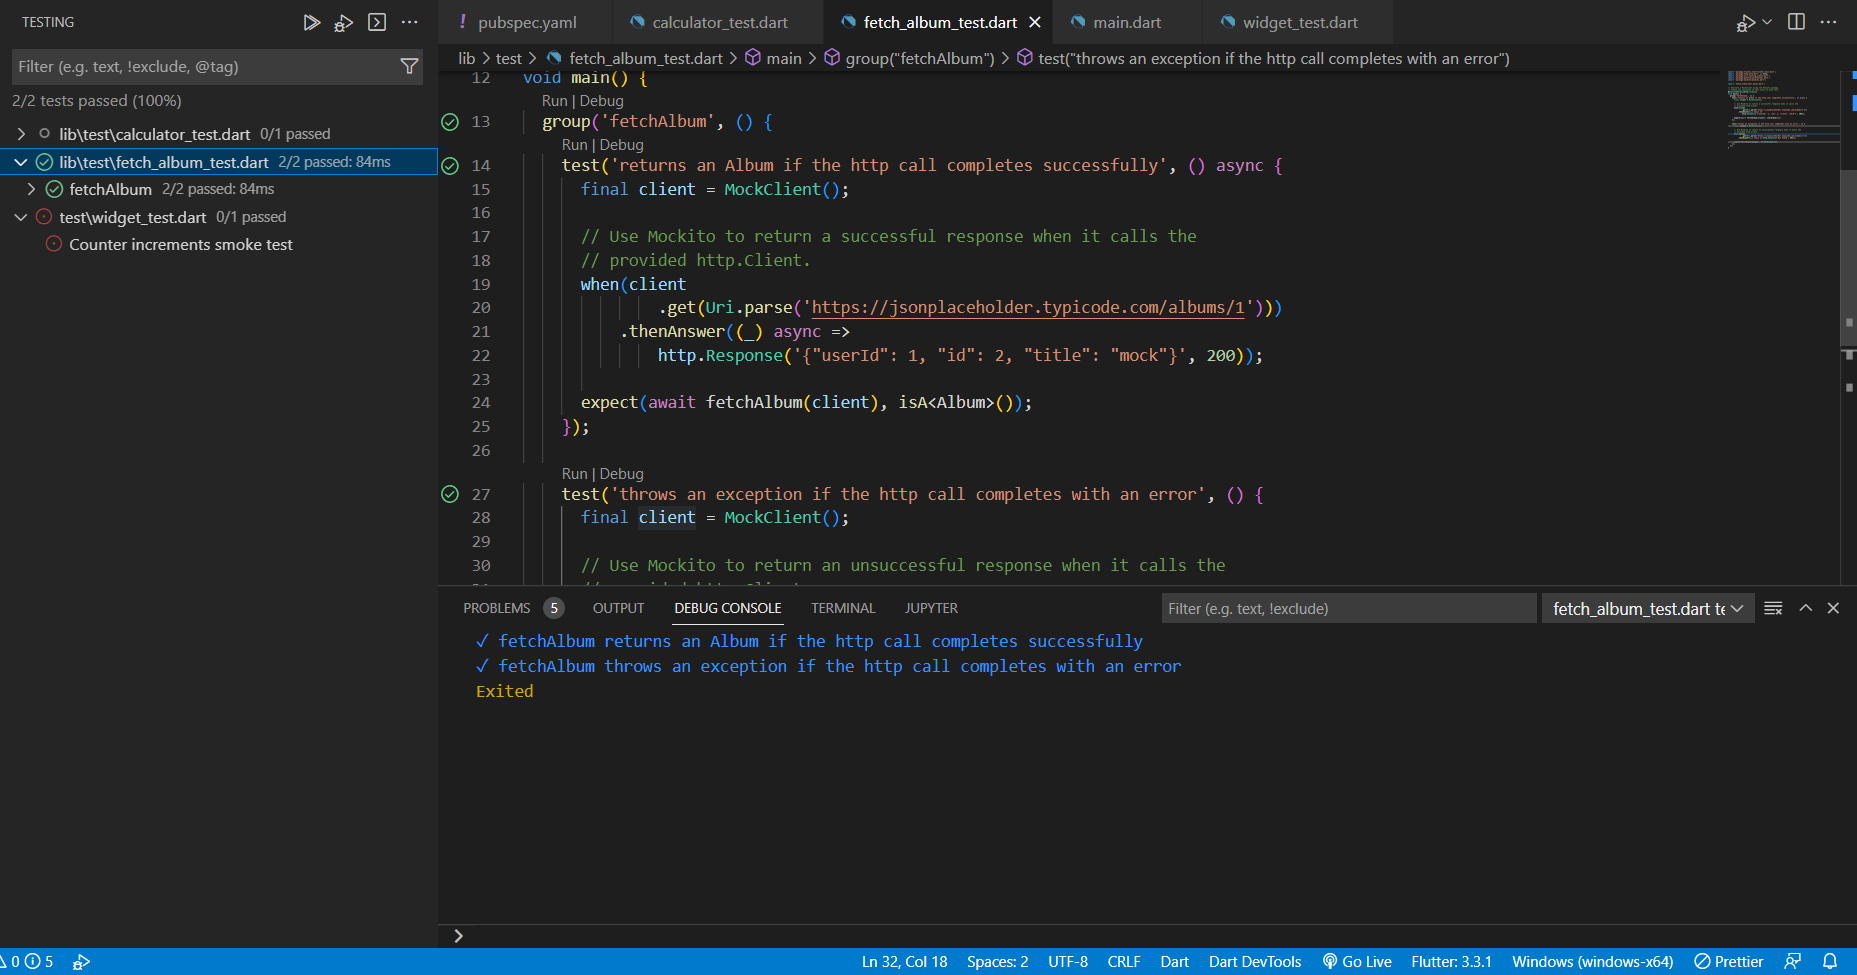 TESTING
Filter (e.g. text, !exclude, @tag)
2/2 tests passed (100%)
lib\test\calculator_test.dart 0/1 passed
lib\test\fetch_album_test.dart 2/2 passed: 84ms
fetchAlbum 2/2 passed: 84ms
test\widget_test.dart 0/1 passed
Counter increments smoke test
! pubspec.yaml
calculator_test.dart
fetch_album_test.dart
main.dart
widget_test.dart
lib > test > fetch_album_test.dart > main > group("fetchAlbum") > test("throws an exception if the http call completes with an error")
12 void main() {
Run | Debug
13 group('fetchAlbum', () {
Run | Debug
14 test('returns an Album if the http call completes successfully', () async {
15 final client = MockClient();
16
17 // Use Mockito to return a successful response when it calls the
18 // provided http.Client.
19 when(client
20 .get(Uri.parse('https://jsonplaceholder.typicode.com/albums/1')))
21 .thenAnswer((_) async =>
22 http.Response('{"userId": 1, "id": 2, "title": "mock"}', 200));
23
24 expect(await fetchAlbum(client), isA<Album>());
25 });
26
Run | Debug
27 test('throws an exception if the http call completes with an error', () {
28 final client = MockClient();
29
30 // Use Mockito to return an unsuccessful response when it calls the
PROBLEMS 5 OUTPUT DEBUG CONSOLE TERMINAL JUPYTER
Filter (e.g. text, !exclude)
fetch_album_test.dart te
✓ fetchAlbum returns an Album if the http call completes successfully
✓ fetchAlbum throws an exception if the http call completes with an error
Exited
0 5
Ln 32, Col 18 Spaces: 2 UTF-8 CRLF Dart Dart DevTools Go Live Flutter: 3.3.1 Windows (windows-x64) Prettier